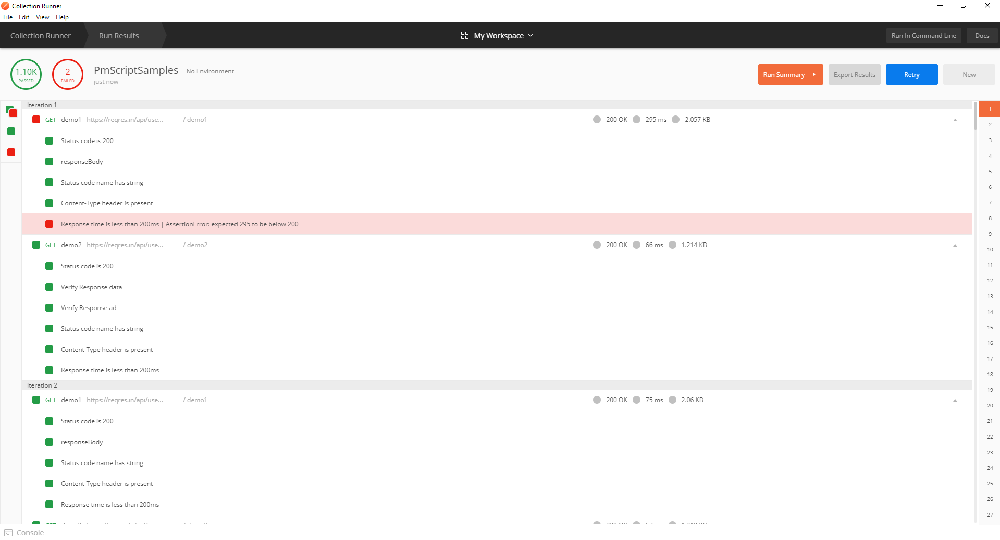 Collection Runner
File Edit View Help
Collection Runner Run Results My Workspace Run In Command Line Docs
1.10K PASSED
2 FAILED
PmScriptSamples No Environment
just now
Run Summary Export Results Retry New
Iteration 1
GET demo1 https://reqres.in/api/use... / demo1 200 OK 295 ms 2.057 KB
Status code is 200
responseBody
Status code name has string
Content-Type header is present
Response time is less than 200ms | AssertionError: expected 295 to be below 200
GET demo2 https://reqres.in/api/use... / demo2 200 OK 66 ms 1.214 KB
Status code is 200
Verify Response data
Verify Response ad
Status code name has string
Content-Type header is present
Response time is less than 200ms
Iteration 2
GET demo1 https://reqres.in/api/use... / demo1 200 OK 75 ms 2.06 KB
Status code is 200
responseBody
Status code name has string
Content-Type header is present
Response time is less than 200ms
1
2
3
4
5
6
7
8
9
10
11
12
13
14
15
16
17
18
19
20
21
22
23
24
25
26
27
Console